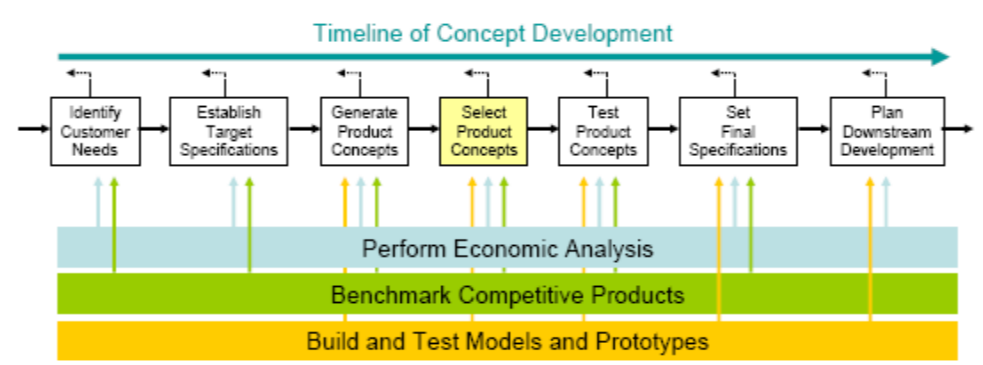 Timeline of Concept Development
Identify
Customer
Needs
Establish
Target
Specifications
Generate
Product
Concepts
Select
Product
Concepts
Test
Product
Concepts
Set
Final
Specifications
Plan
Downstream
Development
Perform Economic Analysis
Benchmark Competitive Products
Build and Test Models and Prototypes